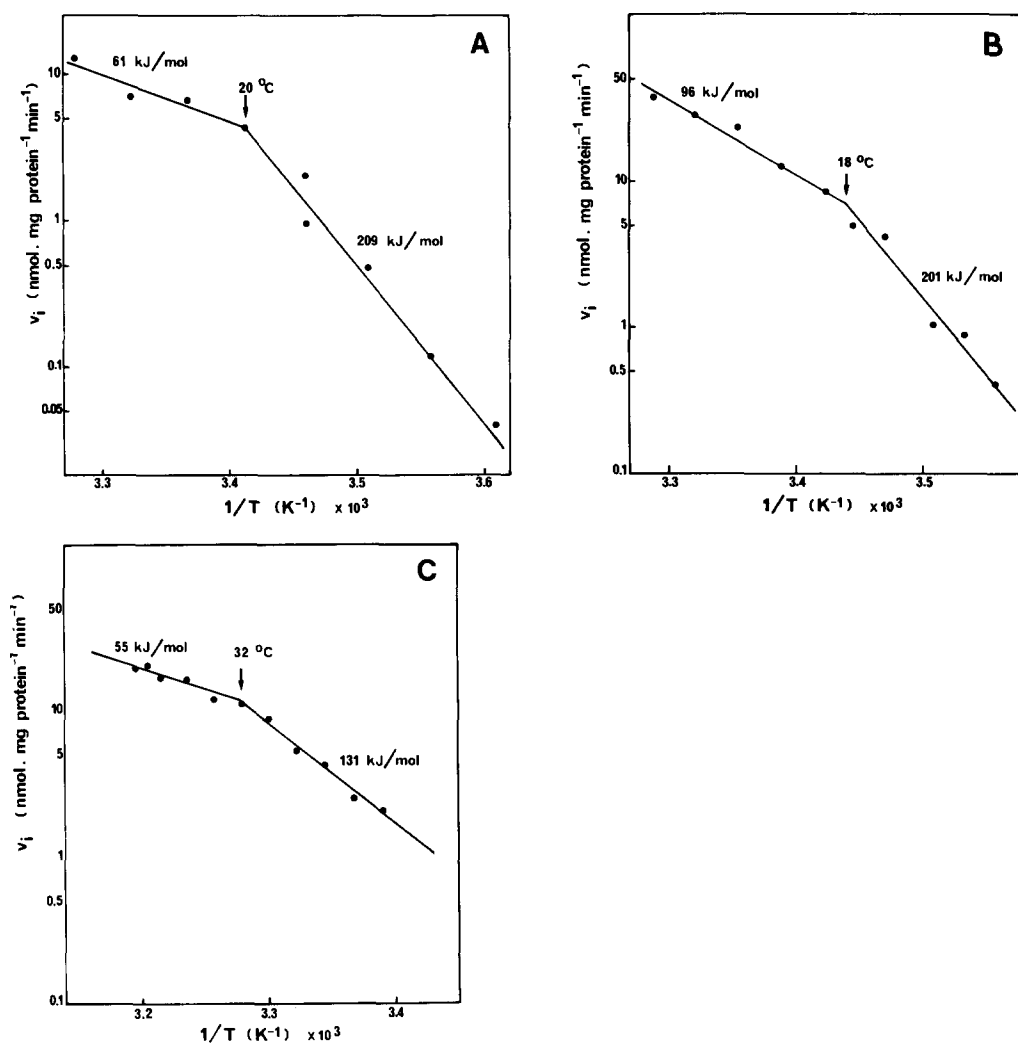 A
61 kJ/mol
20 °C
209 kJ/mol
10
5
1
0.5
0.1
0.05
vi ( nmol. mg protein⁻¹ min⁻¹)
3.3
3.4
3.5
3.6
1/T (K⁻¹) ×10³
B
96 kJ/mol
18 °C
201 kJ/mol
50
10
5
1
0.5
0.1
vi ( nmol. mg protein⁻¹ min⁻¹)
3.3
3.4
3.5
1/T (K⁻¹) ×10³
C
55 kJ/mol
32 °C
131 kJ/mol
50
10
5
1
0.5
0.1
vi (nmol. mg protein⁻¹ min⁻¹)
3.2
3.3
3.4
1/T (K⁻¹) ×10³